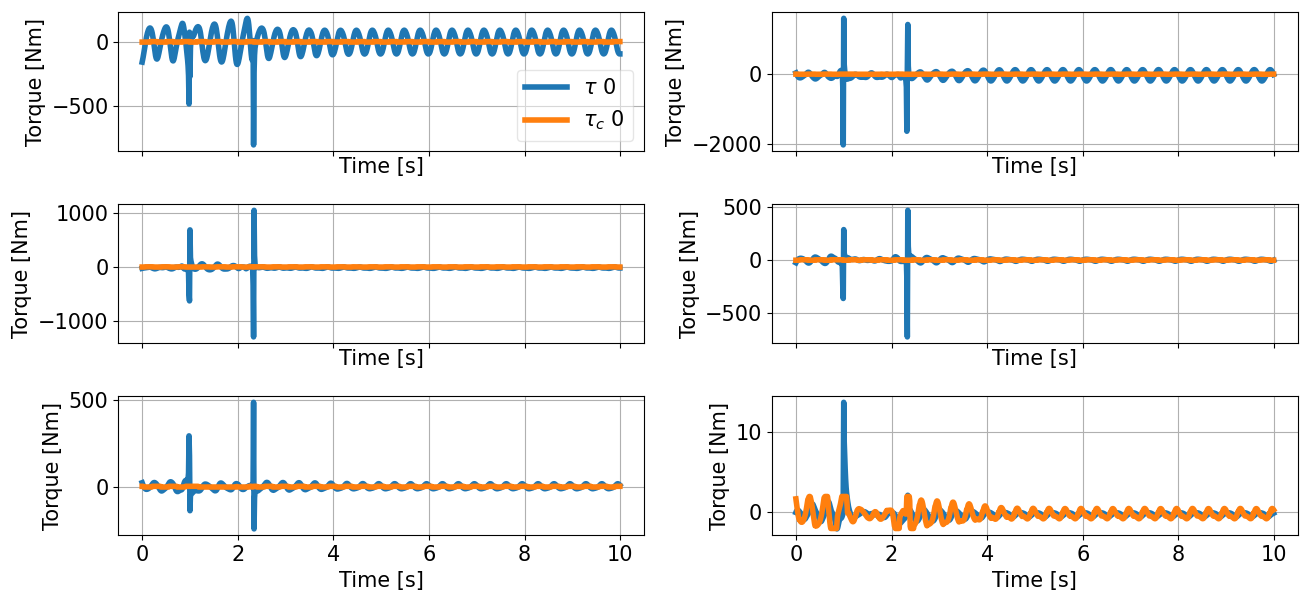 0
−500
Torque [Nm]
Time [s]
τ 0
τc 0
0
−2000
Torque [Nm]
Time [s]
1000
0
−1000
Torque [Nm]
Time [s]
500
0
−500
Torque [Nm]
Time [s]
500
0
Torque [Nm]
0 2 4 6 8 10
Time [s]
10
0
Torque [Nm]
0 2 4 6 8 10
Time [s]